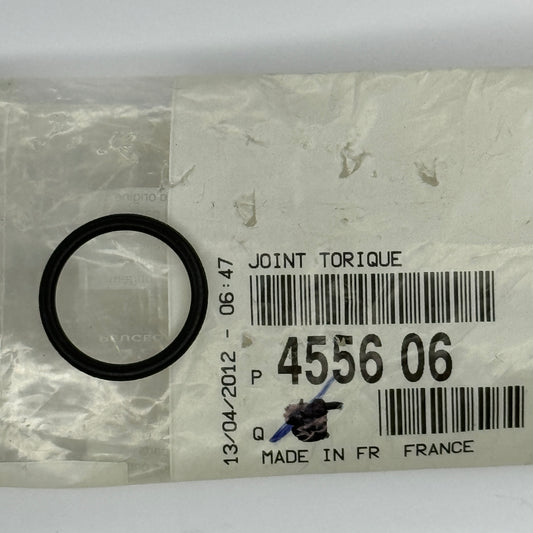 JOINT TORIQUE
P 4556 06
Q
MADE IN FR FRANCE
13/04/2012 - 06:47